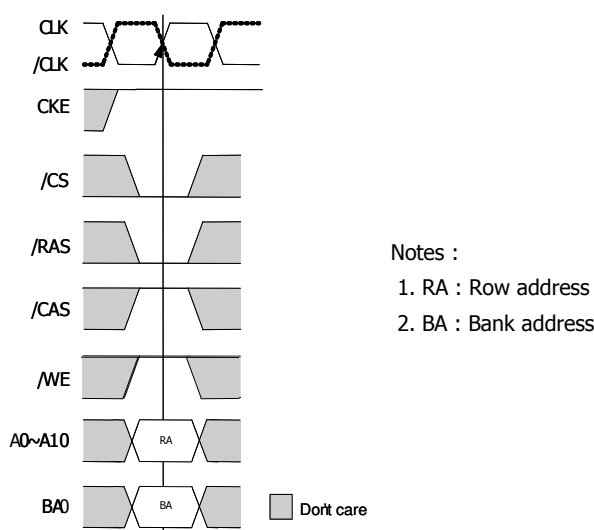 CLK
/CLK
CKE
/CS
/RAS
/CAS
/WE
A0~A10
RA
BA0
BA
Don't care
Notes :
1. RA : Row address
2. BA : Bank address